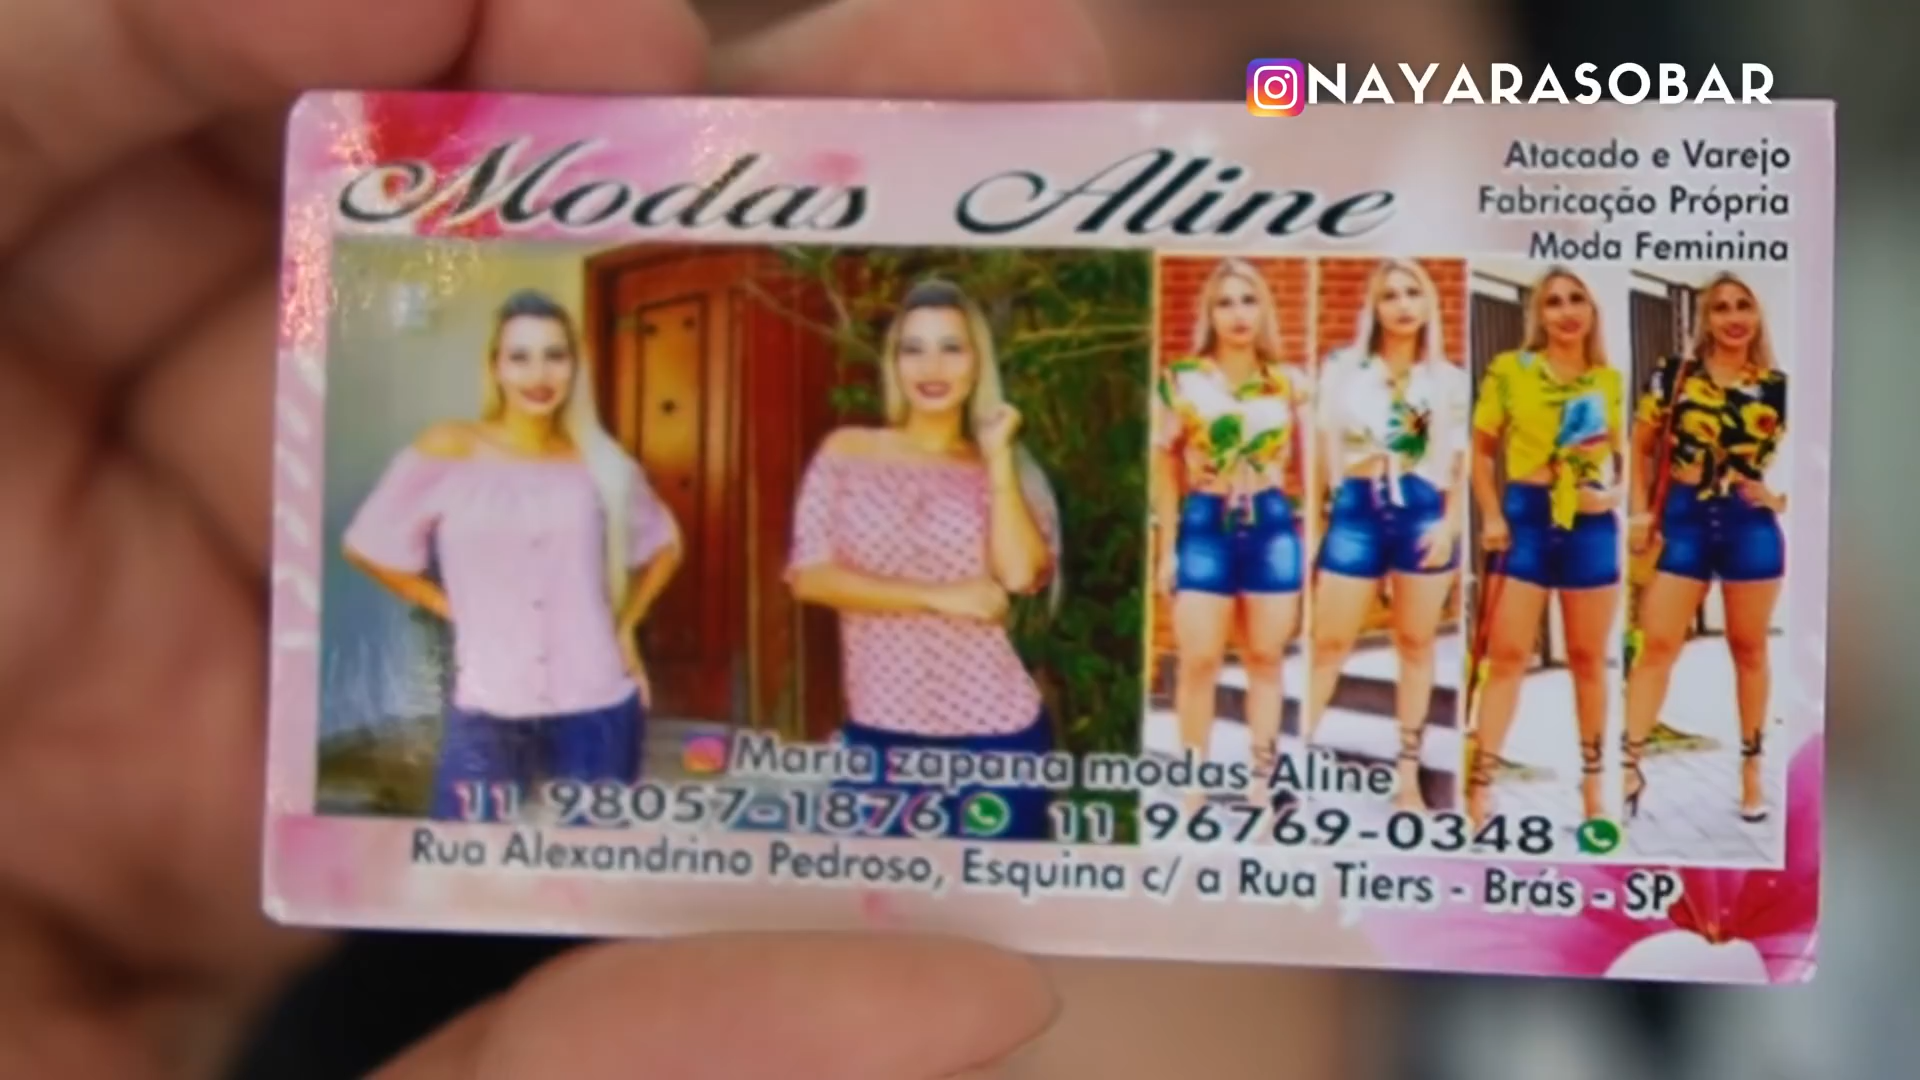 NAYARASOBAR
Modas Aline
Atacado e Varejo
Fabricação Própria
Moda Feminina
Maria zapana modas Aline
11 98057-1876 11 96769-0348
Rua Alexandrino Pedroso, Esquina c/ a Rua Tiers - Brás - SP